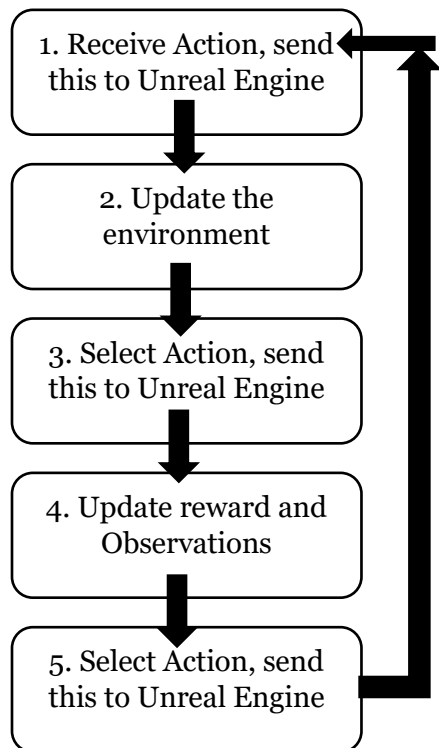 1. Receive Action, send
this to Unreal Engine
2. Update the
environment
3. Select Action, send
this to Unreal Engine
4. Update reward and
Observations
5. Select Action, send
this to Unreal Engine